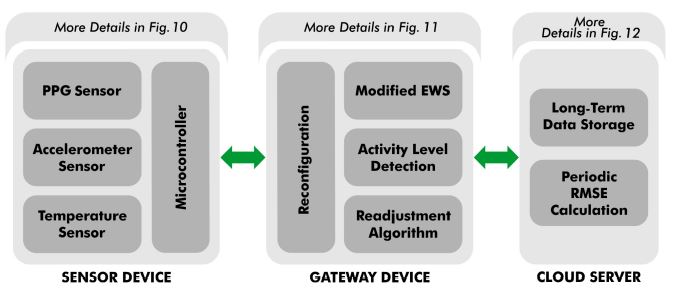 More Details in Fig. 10
PPG Sensor
Accelerometer
Sensor
Temperature
Sensor
Microcontroller
SENSOR DEVICE
More Details in Fig. 11
Reconfiguration
Modified EWS
Activity Level
Detection
Readjustment
Algorithm
GATEWAY DEVICE
More
Details in Fig. 12
Long-Term
Data Storage
Periodic
RMSE
Calculation
CLOUD SERVER